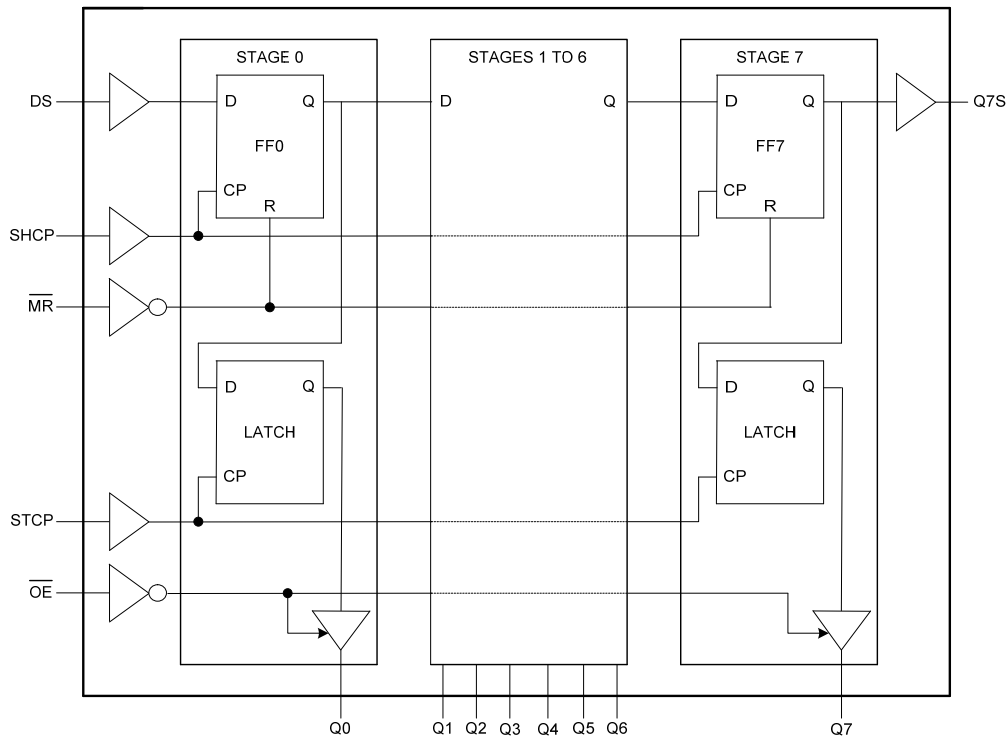 STAGE 0
STAGES 1 TO 6
STAGE 7
DS
D
Q
D
Q
D
Q
Q7S
FF0
FF7
CP
CP
R
R
SHCP
MR
D
Q
D
Q
LATCH
LATCH
CP
CP
STCP
OE
Q0
Q1
Q2
Q3
Q4
Q5
Q6
Q7